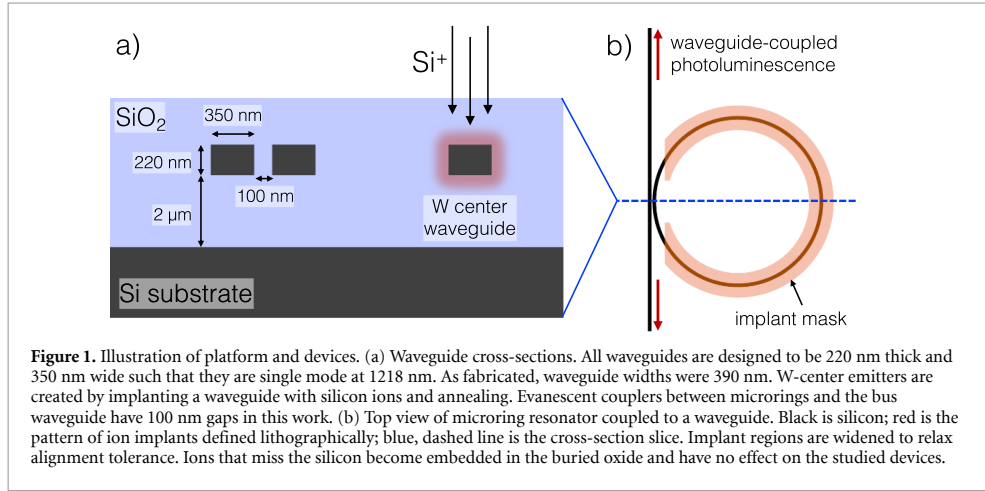 a)
Si⁺
SiO₂
350 nm
220 nm
100 nm
2 µm
W center
waveguide
Si substrate
b)
waveguide-coupled
photoluminescence
implant mask
Figure 1. Illustration of platform and devices. (a) Waveguide cross-sections. All waveguides are designed to be 220 nm thick and
350 nm wide such that they are single mode at 1218 nm. As fabricated, waveguide widths were 390 nm. W-center emitters are
created by implanting a waveguide with silicon ions and annealing. Evanescent couplers between microrings and the bus
waveguide have 100 nm gaps in this work. (b) Top view of microring resonator coupled to a waveguide. Black is silicon; red is the
pattern of ion implants defined lithographically; blue, dashed line is the cross-section slice. Implant regions are widened to relax
alignment tolerance. Ions that miss the silicon become embedded in the buried oxide and have no effect on the studied devices.